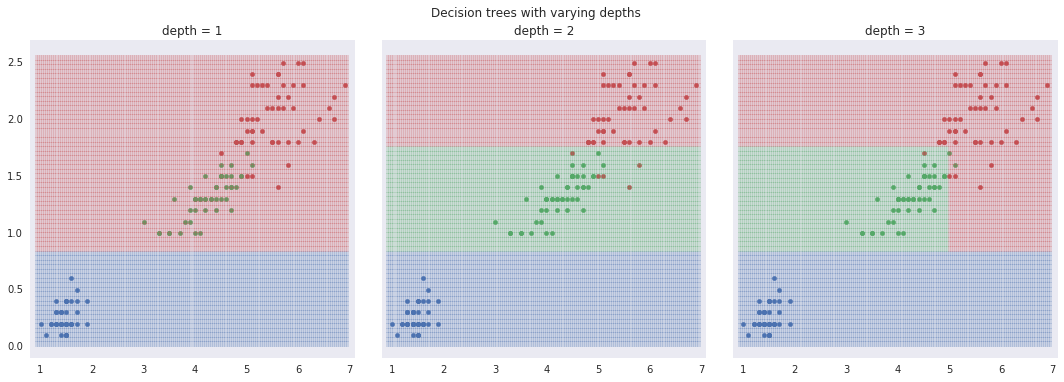 Decision trees with varying depths
depth = 1
depth = 2
depth = 3
2.5
2.0
1.5
1.0
0.5
0.0
1 2 3 4 5 6 7
1 2 3 4 5 6 7
1 2 3 4 5 6 7